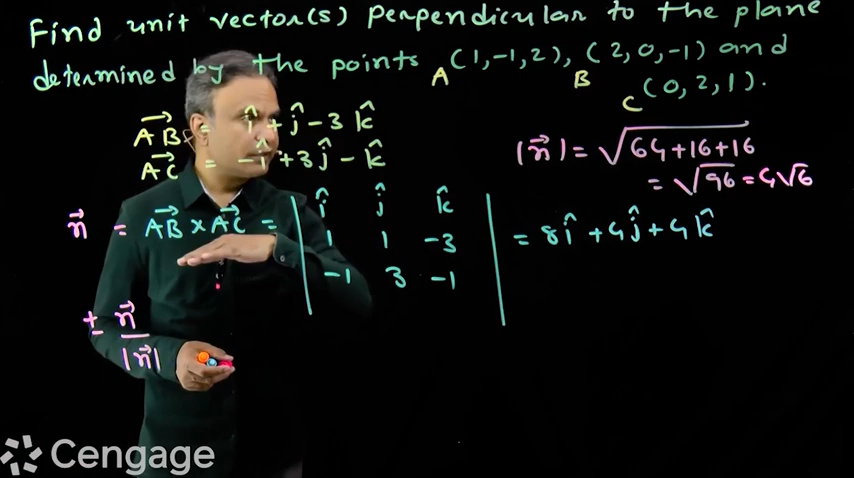 Find unit vector(s) perpendicular to the plane
determined by the points A(1,-1,2), B(2,0,-1) and
C(0,2,1).
AB⃗ = î + ĵ - 3k̂
AC⃗ = -î + 3ĵ - k̂
|n⃗| = √(64+16+16)
= √96 = 4√6
n⃗ = AB⃗ × AC⃗ = | î ĵ k̂ |
| 1 1 -3 | = 8î + 4ĵ + 4k̂
| -1 3 -1 |
± n⃗
|n⃗|
Cengage